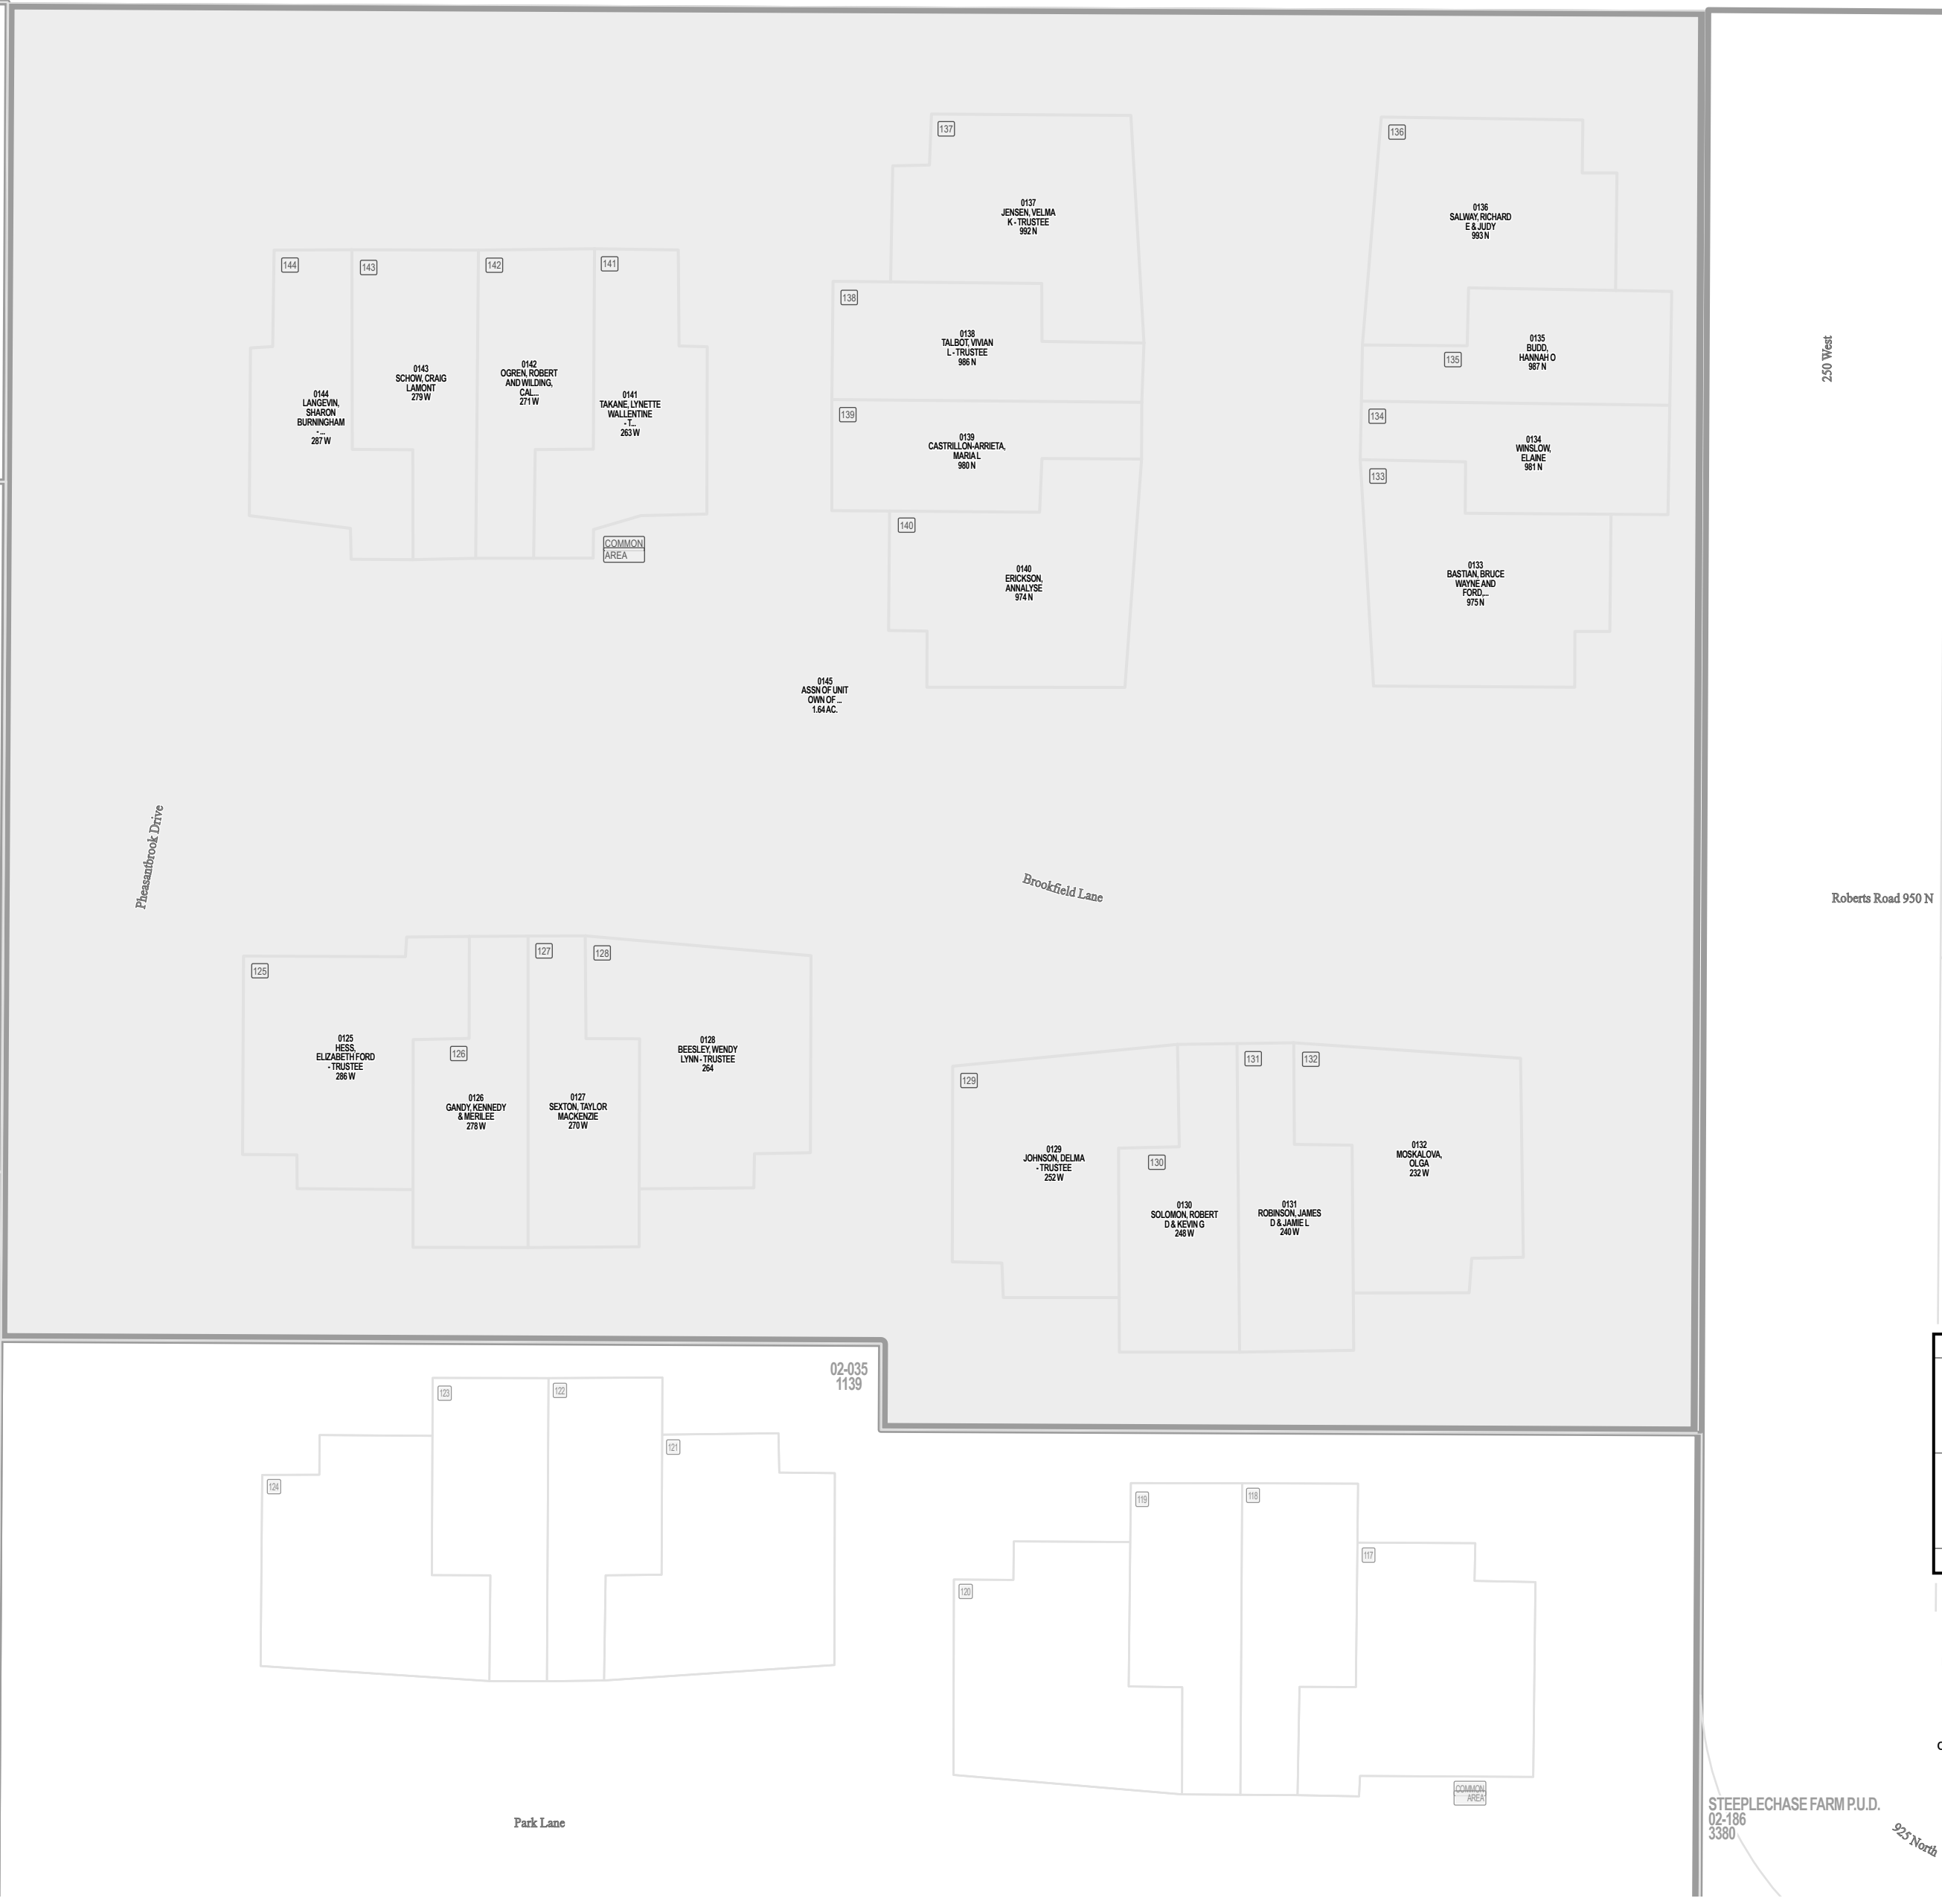 137
0137
JENSEN, VELMA
K - TRUSTEE
992 N
136
0136
SALWAY, RICHARD
E & JUDY
993 N
144
0144
LANGEVIN,
SHARON
BURNINGHAM
- ...
287 W
143
0143
SCHOW, CRAIG
LAMONT
279 W
142
0142
OGREN, ROBERT
AND WILDING,
CAL...
271 W
141
0141
TAKANE, LYNETTE
WALLENTINE
- T...
263 W
COMMON
AREA
138
0138
TALBOT, VIVIAN
L - TRUSTEE
986 N
139
0139
CASTRILLON-ARRIETA,
MARIA L
980 N
140
0140
ERICKSON,
ANNALYSE
974 N
135
0135
BUDD,
HANNAH O
987 N
134
0134
WINSLOW,
ELAINE
981 N
133
0133
BASTIAN, BRUCE
WAYNE AND
FORD,...
975 N
250 West
0145
ASSN OF UNIT
OWN OF ...
1.64 AC.
Pheasantbrook Drive
Brookfield Lane
Roberts Road 950 N
125
0125
HESS,
ELIZABETH FORD
- TRUSTEE
286 W
126
0126
GANDY, KENNEDY
& MERILEE
278 W
127
0127
SEXTON, TAYLOR
MACKENZIE
270 W
128
0128
BEESLEY, WENDY
LYNN - TRUSTEE
264
129
0129
JOHNSON, DELMA
- TRUSTEE
252 W
130
0130
SOLOMON, ROBERT
D & KEVIN G
248 W
131
0131
ROBINSON, JAMES
D & JAMIE L
240 W
132
0132
MOSKALOVA,
OLGA
232 W
02-035
1139
123
122
121
124
119
118
117
120
COMMON
AREA
Park Lane
STEEPLECHASE FARM P.U.D.
02-186
3380
925 North